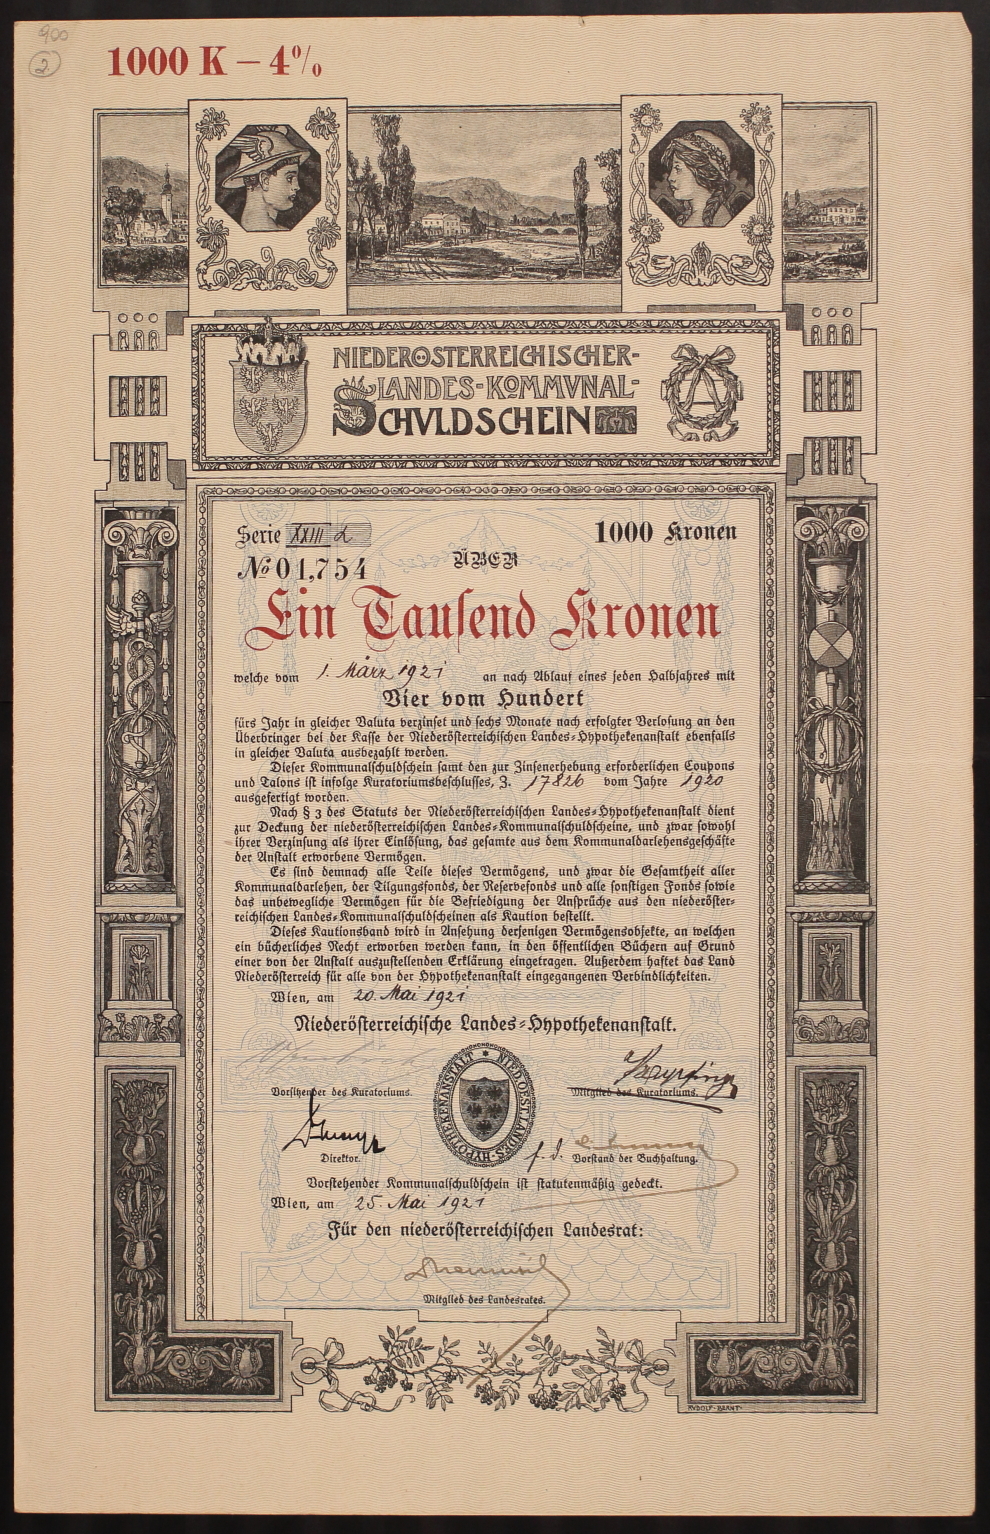 900
2
1000 K – 4%
NIEDERÖSTERREICHISCHER-
LANDES-KOMMVNAL-
SCHVLDSCHEIN
Serie XXIII d
1000 Kronen
№ 01,754
ÜBER
Ein Tausend Kronen
welche vom 1. März 1921 an nach Ablauf eines jeden Halbjahres mit
Vier vom Hundert
fürs Jahr in gleicher Valuta verzinset und sechs Monate nach erfolgter Verlosung an den
Überbringer bei der Kasse der Niederösterreichischen Landes-Hypothekenanstalt ebenfalls
in gleicher Valuta ausbezahlt werden.
Dieser Kommunalschuldschein samt den zur Zinsenerhebung erforderlichen Coupons
und Talons ist infolge Kuratoriumsbeschlusses, Z. 17826 vom Jahre 1920
ausgefertigt worden.
Nach § 3 des Statuts der Niederösterreichischen Landes-Hypothekenanstalt dient
zur Deckung der niederösterreichischen Landes-Kommunalschuldscheine, und zwar sowohl
ihrer Verzinsung als ihrer Einlösung, das gesamte aus dem Kommunaldarlehensgeschäfte
der Anstalt erworbene Vermögen.
Es sind demnach alle Teile dieses Vermögens, und zwar die Gesamtheit aller
Kommunaldarlehen, der Tilgungsfonds, der Reservefonds und alle sonstigen Fonds sowie
das unbewegliche Vermögen für die Befriedigung der Ansprüche aus den niederöster-
reichischen Landes-Kommunalschuldscheinen als Kaution bestellt.
Dieses Kautionsband wird in Ansehung derjenigen Vermögensobjekte, an welchen
ein bücherliches Recht erworben werden kann, in den öffentlichen Büchern auf Grund
einer von der Anstalt auszustellenden Erklärung eingetragen. Außerdem haftet das Land
Niederösterreich für alle von der Hypothekenanstalt eingegangenen Verbindlichkeiten.
Wien, am 20. Mai 1921
Niederösterreichische Landes-Hypothekenanstalt.
Vorsitzender des Kuratoriums.
Mitglied des Kuratoriums.
NIED. OEST. LANDES-HYPOTHEKENANSTALT
Direktor.
f. d. Vorstand der Buchhaltung.
Vorstehender Kommunalschuldschein ist statutenmäßig gedeckt.
Wien, am 25. Mai 1921
Für den niederösterreichischen Landesrat:
Mitglied des Landesrates.
RVDOLF·BRANT·